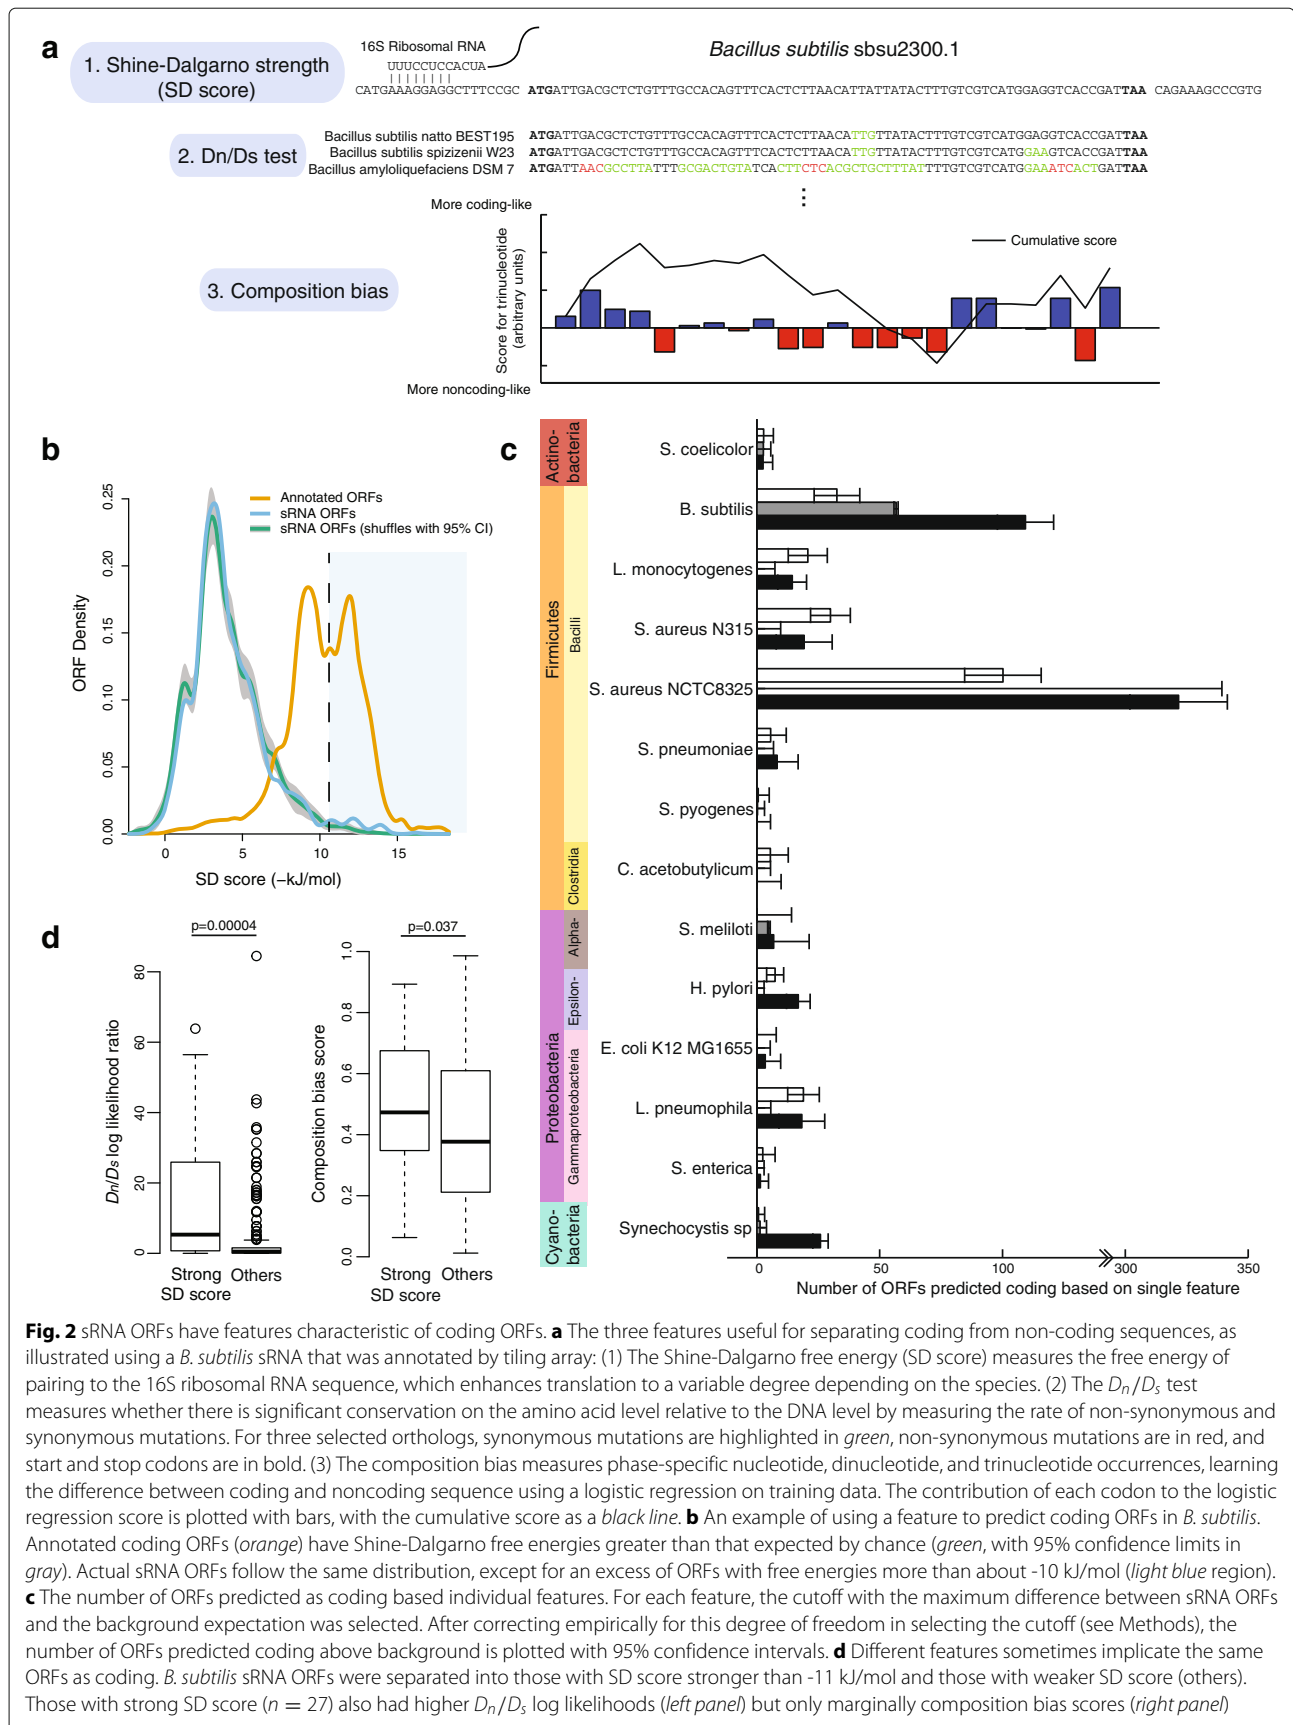 a
1. Shine-Dalgarno strength
(SD score)
16S Ribosomal RNA
UUUCCUCCACUA
Bacillus subtilis sbsu2300.1
CATGAAAGGAGGCTTTCCGC ATGATTGACGCTCTGTTTGCCACAGTTTCACTCTTAACATTATTATACTTTGTCGTCATGGAGGTCACCGATTAA CAGAAAGCCCGTG
2. Dn/Ds test
Bacillus subtilis natto BEST195 ATGATTGACGCTCTGTTTGCCACAGTTTCACTCTTAACATTGTTATACTTTGTCGTCATGGAGGTCACCGATTAA
Bacillus subtilis spizizenii W23 ATGATTGACGCTCTGTTTGCCACAGTTTCACTCTTAACATTGTTATACTTTGTCGTCATGGAAGTCACCGATTAA
Bacillus amyloliquefaciens DSM 7 ATGATTAACGCCTTATTTGCGACTGTATCACTTCTCACGCTGCTTTATTTTGTCGTCATGGAAATCACTGATTAA
3. Composition bias
More coding-like
Score for trinucleotide
(arbitrary units)
More noncoding-like
Cumulative score
b
ORF Density
0.00 0.05 0.10 0.15 0.20 0.25
Annotated ORFs
sRNA ORFs
sRNA ORFs (shuffles with 95% CI)
0 5 10 15
SD score (−kJ/mol)
c
Actino-
bacteria
Firmicutes
Bacilli
Clostridia
Proteobacteria
Alpha-
Epsilon-
Gammaproteobacteria
Cyano-
bacteria
S. coelicolor
B. subtilis
L. monocytogenes
S. aureus N315
S. aureus NCTC8325
S. pneumoniae
S. pyogenes
C. acetobutylicum
S. meliloti
H. pylori
E. coli K12 MG1655
L. pneumophila
S. enterica
Synechocystis sp
0 50 100 300 350
Number of ORFs predicted coding based on single feature
d
p=0.00004
Dn/Ds log likelihood ratio
0 20 40 60 80
Strong
SD score
Others
p=0.037
Composition bias score
0.0 0.2 0.4 0.6 0.8 1.0
Strong
SD score
Others
Fig. 2 sRNA ORFs have features characteristic of coding ORFs. a The three features useful for separating coding from non-coding sequences, as
illustrated using a B. subtilis sRNA that was annotated by tiling array: (1) The Shine-Dalgarno free energy (SD score) measures the free energy of
pairing to the 16S ribosomal RNA sequence, which enhances translation to a variable degree depending on the species. (2) The Dn/Ds test
measures whether there is significant conservation on the amino acid level relative to the DNA level by measuring the rate of non-synonymous and
synonymous mutations. For three selected orthologs, synonymous mutations are highlighted in green, non-synonymous mutations are in red, and
start and stop codons are in bold. (3) The composition bias measures phase-specific nucleotide, dinucleotide, and trinucleotide occurrences, learning
the difference between coding and noncoding sequence using a logistic regression on training data. The contribution of each codon to the logistic
regression score is plotted with bars, with the cumulative score as a black line. b An example of using a feature to predict coding ORFs in B. subtilis.
Annotated coding ORFs (orange) have Shine-Dalgarno free energies greater than that expected by chance (green, with 95% confidence limits in
gray). Actual sRNA ORFs follow the same distribution, except for an excess of ORFs with free energies more than about -10 kJ/mol (light blue region).
c The number of ORFs predicted as coding based individual features. For each feature, the cutoff with the maximum difference between sRNA ORFs
and the background expectation was selected. After correcting empirically for this degree of freedom in selecting the cutoff (see Methods), the
number of ORFs predicted coding above background is plotted with 95% confidence intervals. d Different features sometimes implicate the same
ORFs as coding. B. subtilis sRNA ORFs were separated into those with SD score stronger than -11 kJ/mol and those with weaker SD score (others).
Those with strong SD score (n = 27) also had higher Dn/Ds log likelihoods (left panel) but only marginally composition bias scores (right panel)